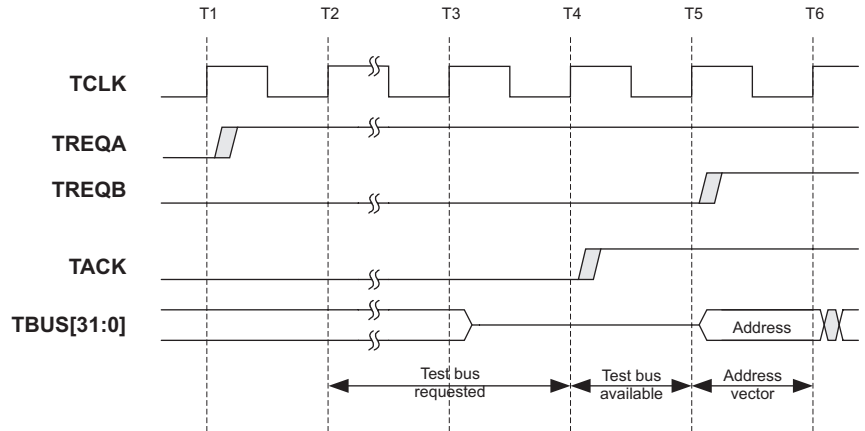 T1 T2 T3 T4 T5 T6
TCLK
TREQA
TREQB
TACK
TBUS[31:0]
Address
Test bus
requested
Test bus
available
Address
vector